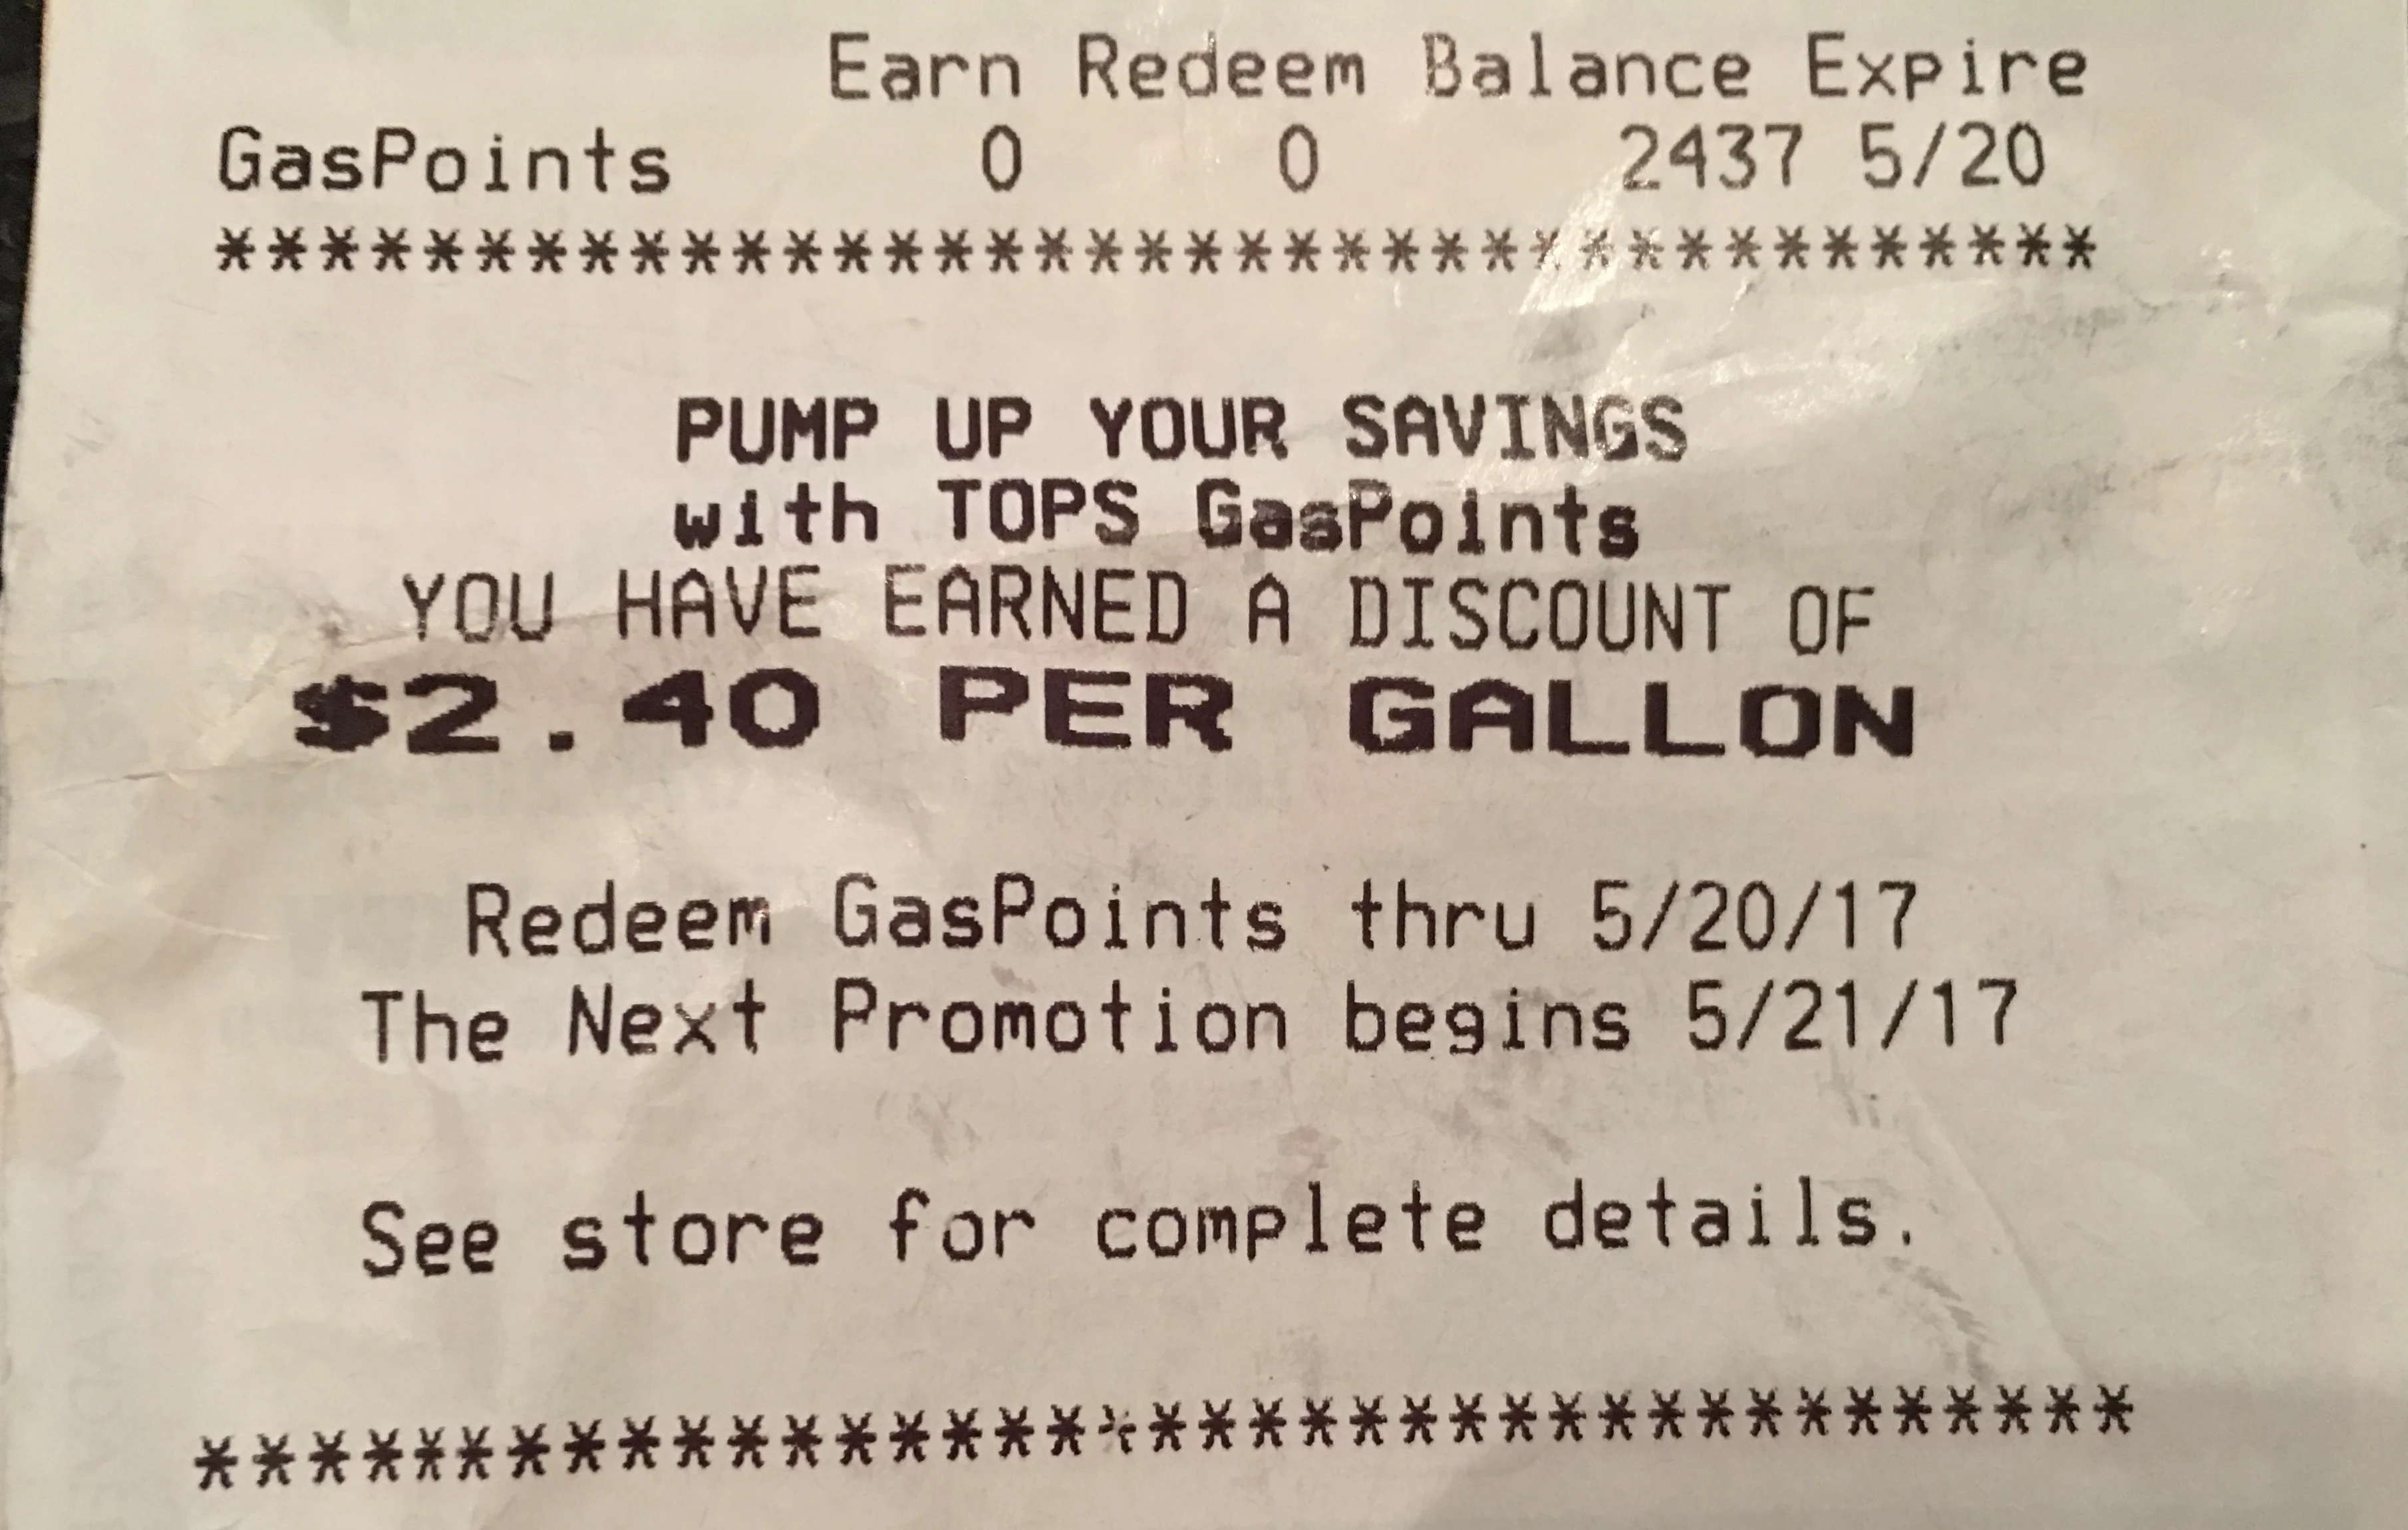 Earn Redeem Balance Expire
GasPoints 0 0 2437 5/20
**************************************
PUMP UP YOUR SAVINGS
with TOPS GasPoints
YOU HAVE EARNED A DISCOUNT OF
$2.40 PER GALLON
Redeem GasPoints thru 5/20/17
The Next Promotion begins 5/21/17
See store for complete details.
**************************************